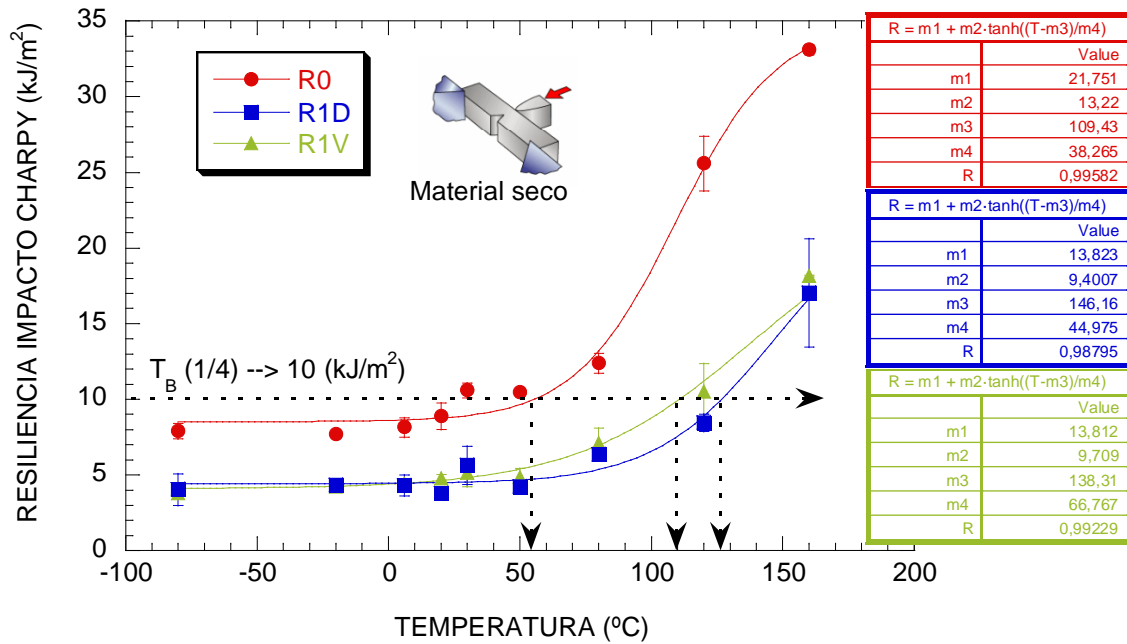 RESILIENCIA IMPACTO CHARPY (kJ/m²)
35
30
25
20
15
10
5
0
R0
R1D
R1V
Material seco
T_B (1/4) --> 10 (kJ/m²)
-100 -50 0 50 100 150 200
TEMPERATURA (ºC)
R = m1 + m2·tanh((T-m3)/m4)
Value
m1 21,751
m2 13,22
m3 109,43
m4 38,265
R 0,99582
R = m1 + m2·tanh((T-m3)/m4)
Value
m1 13,823
m2 9,4007
m3 146,16
m4 44,975
R 0,98795
R = m1 + m2·tanh((T-m3)/m4)
Value
m1 13,812
m2 9,709
m3 138,31
m4 66,767
R 0,99229